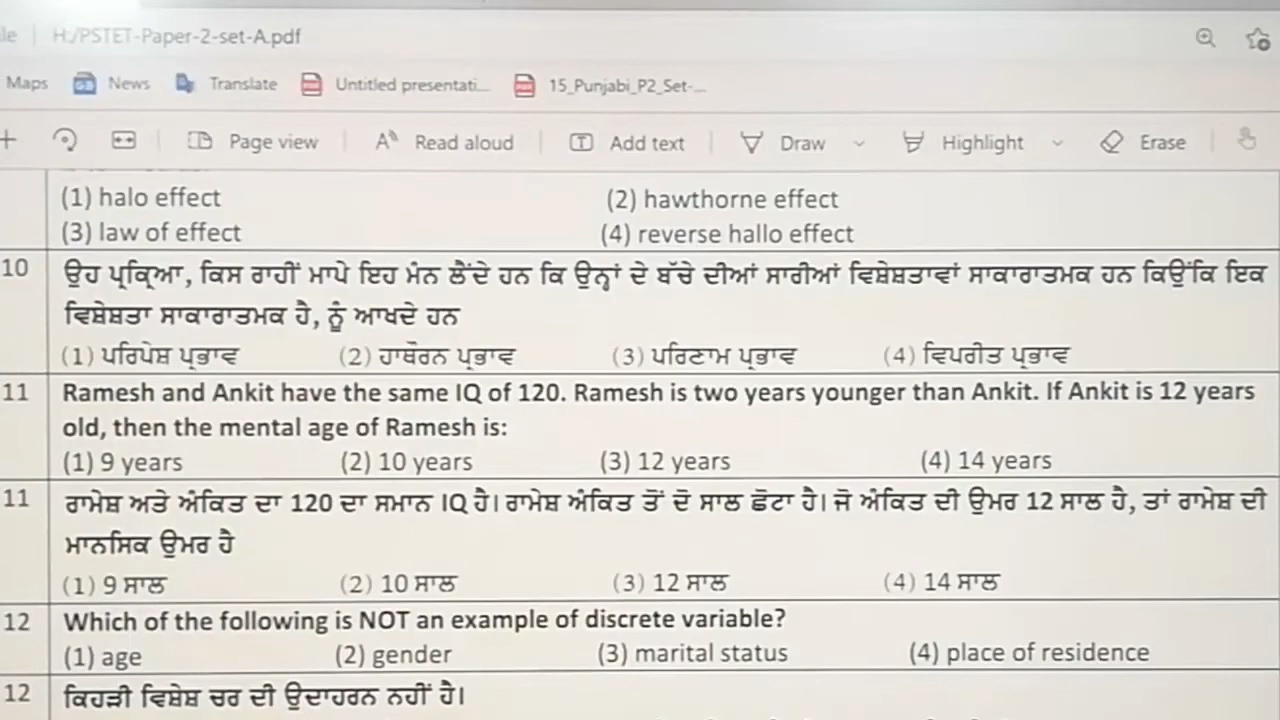 le | H:/PSTET-Paper-2-set-A.pdf
Maps News Translate Untitled presentati... 15_Punjabi_P2_Set-...
Page view Read aloud Add text Draw Highlight Erase
(1) halo effect (2) hawthorne effect
(3) law of effect (4) reverse hallo effect
10 ਉਹ ਪ੍ਰਕਿਆ, ਕਿਸ ਰਾਹੀਂ ਮਾਪੇ ਇਹ ਮੰਨ ਲੈਂਦੇ ਹਨ ਕਿ ਉਨ੍ਹਾਂ ਦੇ ਬੱਚੇ ਦੀਆਂ ਸਾਰੀਆਂ ਵਿਸ਼ੇਸ਼ਤਾਵਾਂ ਸਾਕਾਰਾਤਮਕ ਹਨ ਕਿਉਂਕਿ ਇਕ
ਵਿਸ਼ੇਸ਼ਤਾ ਸਾਕਾਰਾਤਮਕ ਹੈ, ਨੂੰ ਆਖਦੇ ਹਨ
(1) ਪਰਿਪੇਸ਼ ਪ੍ਰਭਾਵ (2) ਹਾਥੌਰਨ ਪ੍ਰਭਾਵ (3) ਪਰਿਣਾਮ ਪ੍ਰਭਾਵ (4) ਵਿਪਰੀਤ ਪ੍ਰਭਾਵ
11 Ramesh and Ankit have the same IQ of 120. Ramesh is two years younger than Ankit. If Ankit is 12 years
old, then the mental age of Ramesh is:
(1) 9 years (2) 10 years (3) 12 years (4) 14 years
11 ਰਾਮੇਸ਼ ਅਤੇ ਅੰਕਿਤ ਦਾ 120 ਦਾ ਸਮਾਨ IQ ਹੈ। ਰਾਮੇਸ਼ ਅੰਕਿਤ ਤੋਂ ਦੋ ਸਾਲ ਛੋਟਾ ਹੈ। ਜੋ ਅੰਕਿਤ ਦੀ ਉਮਰ 12 ਸਾਲ ਹੈ, ਤਾਂ ਰਾਮੇਸ਼ ਦੀ
ਮਾਨਸਿਕ ਉਮਰ ਹੈ
(1) 9 ਸਾਲ (2) 10 ਸਾਲ (3) 12 ਸਾਲ (4) 14 ਸਾਲ
12 Which of the following is NOT an example of discrete variable?
(1) age (2) gender (3) marital status (4) place of residence
12 ਕਿਹੜੀ ਵਿਸ਼ੇਸ਼ ਚਰ ਦੀ ਉਦਾਹਰਨ ਨਹੀਂ ਹੈ।